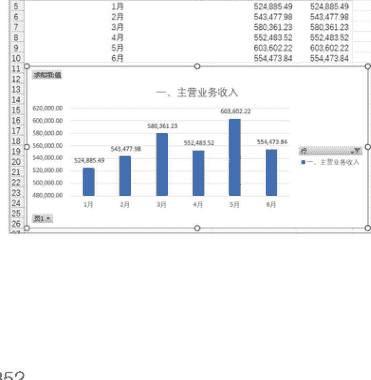 5 1月 524,885.49 524,885.49
6 2月 543,477.98 543,477.98
7 3月 580,361.23 580,361.23
8 4月 552,483.52 552,483.52
9 5月 603,602.22 603,602.22
10 6月 554,473.84 554,473.84
11
12 求和项:值
13
14 一、主营业务收入
15
16 620,000.00 603,602.22
600,000.00
17 580,000.00 580,361.23
18 560,000.00 552,483.52 554,473.84
19 540,000.00 543,477.98 列
20 520,000.00 524,885.49 一、主营业务收入
21 500,000.00
22
23 480,000.00
24 1月 2月 3月 4月 5月 6月
25 页1
26
352